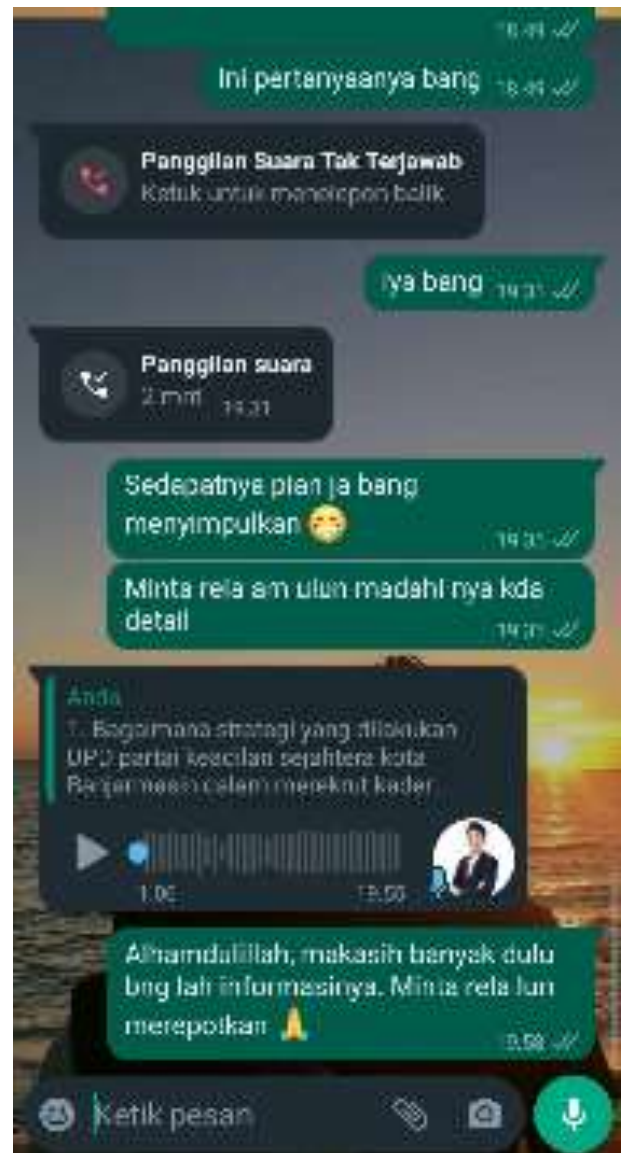 18.49
Ini pertanyaanya bang 18.49
Panggilan Suara Tak Terjawab
Ketuk untuk menelepon balik
Iya bang 19.31
Panggilan suara
2 mnt 19.31
Sedapatnya pian ja bang
menyimpulkan
19.31
Minta rela am ulun madahi nya kda
detail
19.31
Anda
1. Bagaimana strategi yang dilakukan
DPD partai keadilan sejahtera kota
Banjarmasin dalam merekrut kader
19.58
Alhamdulillah, makasih banyak dulu
bng lah informasinya. Minta rela lun
merepotkan
19.58
Ketik pesan